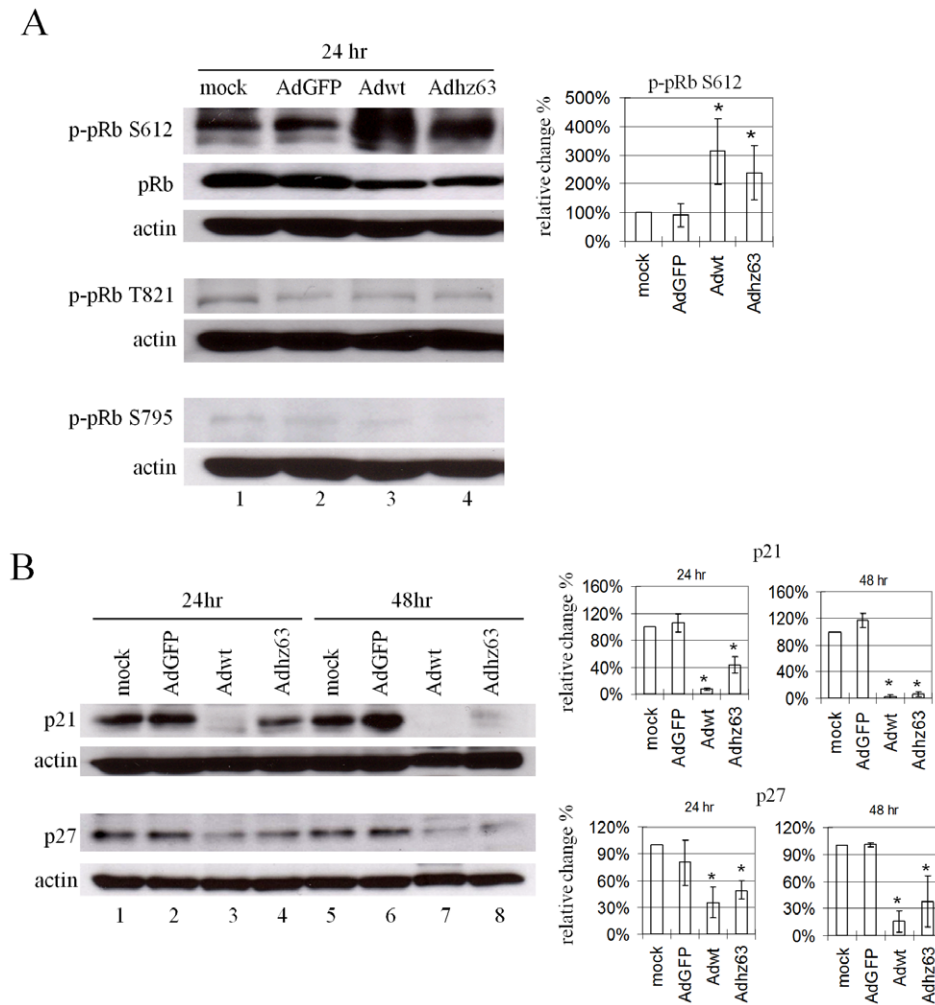 A
24 hr
mock AdGFP Adwt Adhz63
p-pRb S612
pRb
actin
p-pRb T821
actin
p-pRb S795
actin
1 2 3 4
p-pRb S612
relative change %
500%
400%
300%
200%
100%
0%
* *
mock AdGFP Adwt Adhz63
B
24hr 48hr
mock AdGFP Adwt Adhz63 mock AdGFP Adwt Adhz63
p21
actin
p27
actin
1 2 3 4 5 6 7 8
p21
24 hr
relative change %
160%
120%
80%
40%
0%
* *
mock AdGFP Adwt Adhz63
48 hr
160%
120%
80%
40%
0%
* *
mock AdGFP Adwt Adhz63
p27
24 hr
relative change %
120%
90%
60%
30%
0%
* *
mock AdGFP Adwt Adhz63
48 hr
120%
90%
60%
30%
0%
* *
mock AdGFP Adwt Adhz63